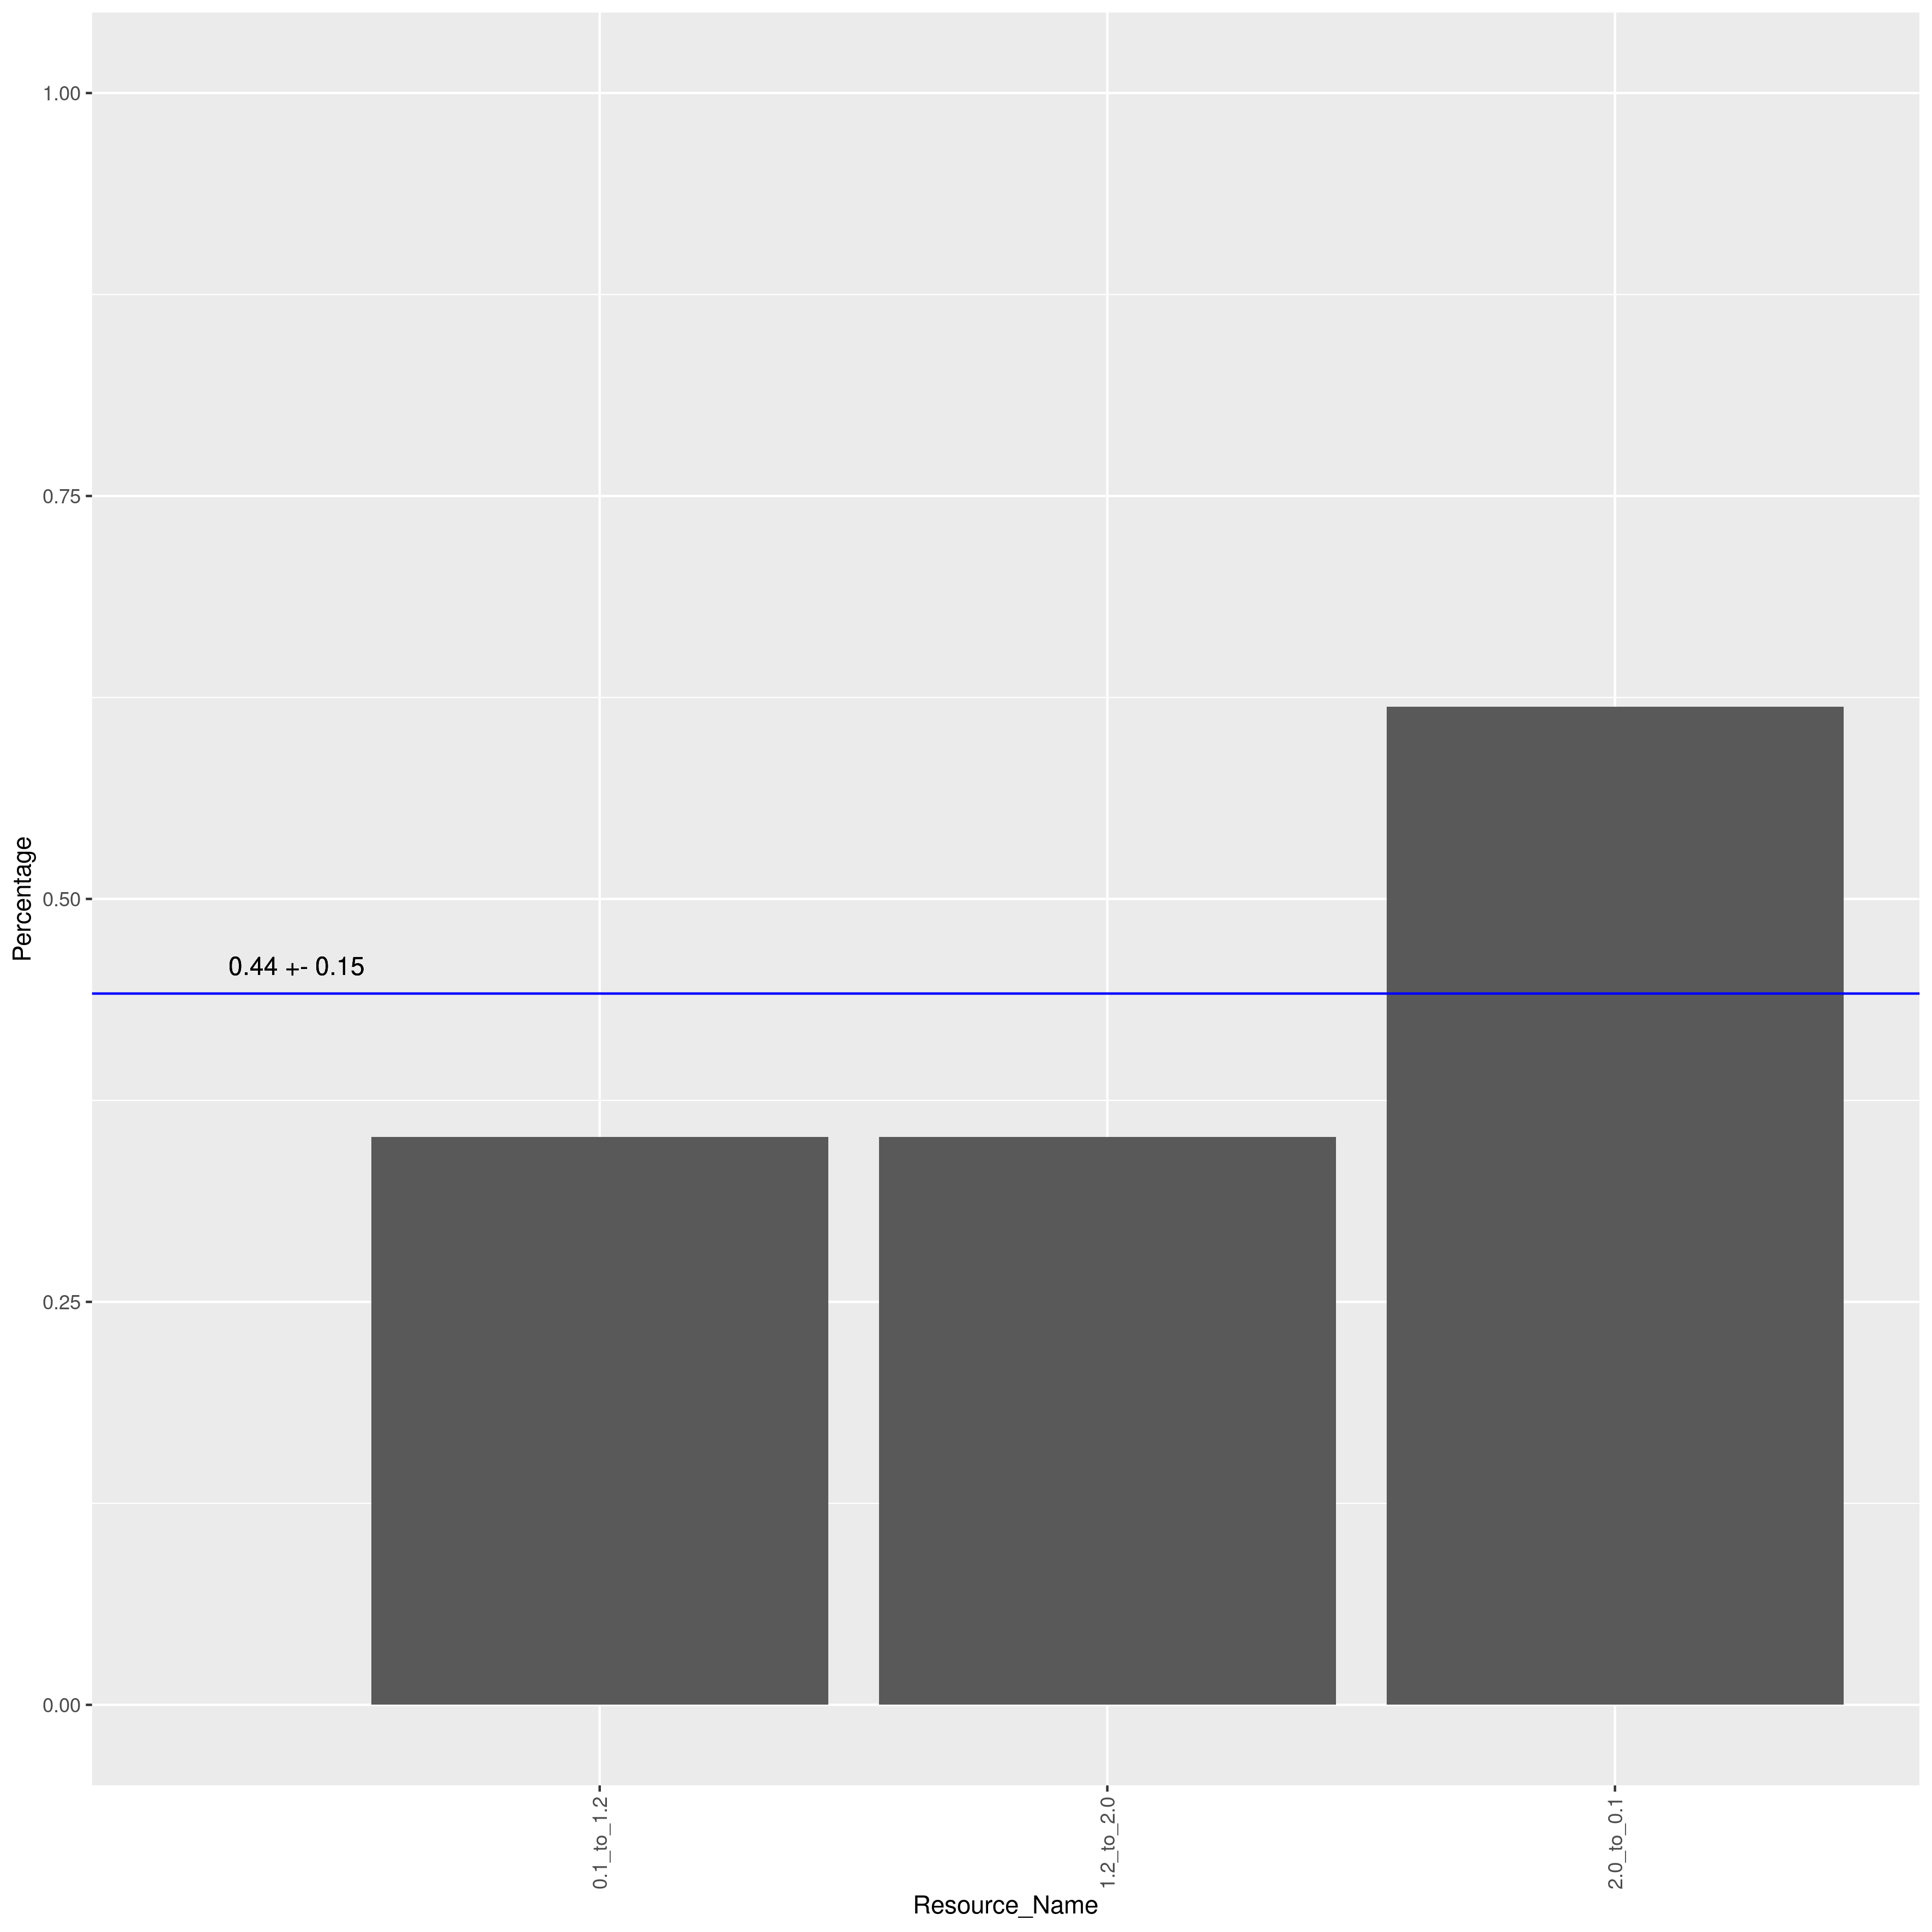 1.00
0.75
0.50
0.25
0.00
Percentage
0.44 +- 0.15
0.1_to_1.2
1.2_to_2.0
2.0_to_0.1
Resource_Name